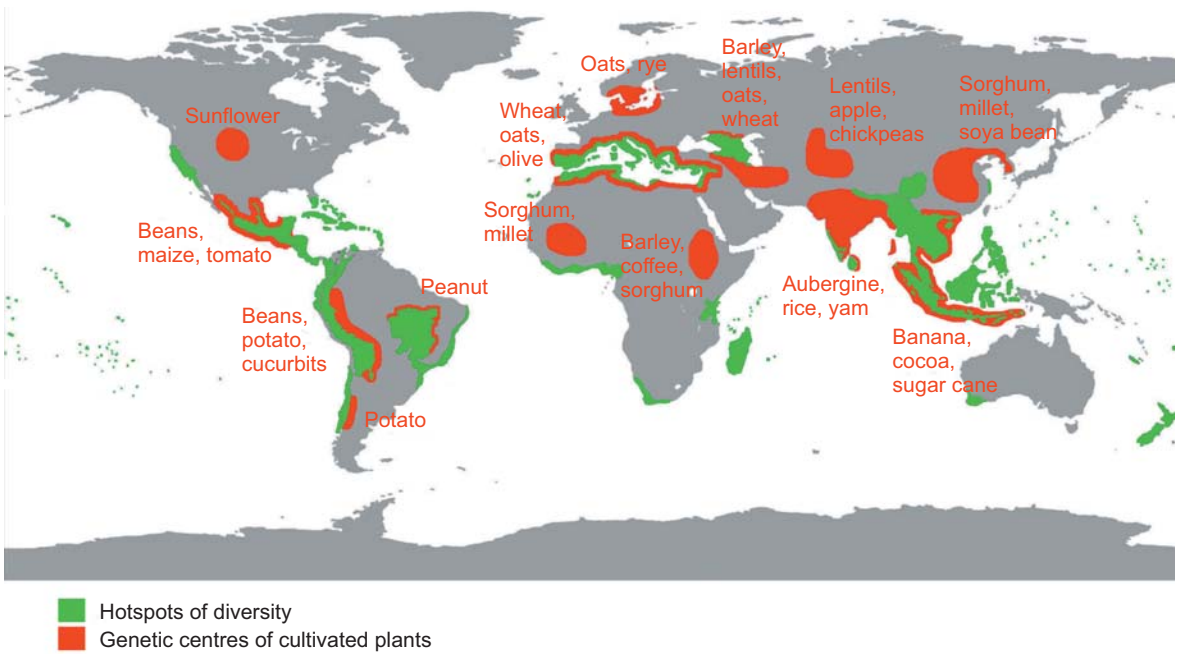 Oats, rye
Barley,
lentils,
oats,
wheat
Lentils,
apple,
chickpeas
Sorghum,
millet,
soya bean
Sunflower
Wheat,
oats,
olive
Beans,
maize, tomato
Sorghum,
millet
Barley,
coffee,
sorghum
Aubergine,
rice, yam
Peanut
Beans,
potato,
cucurbits
Banana,
cocoa,
sugar cane
Potato
Hotspots of diversity
Genetic centres of cultivated plants